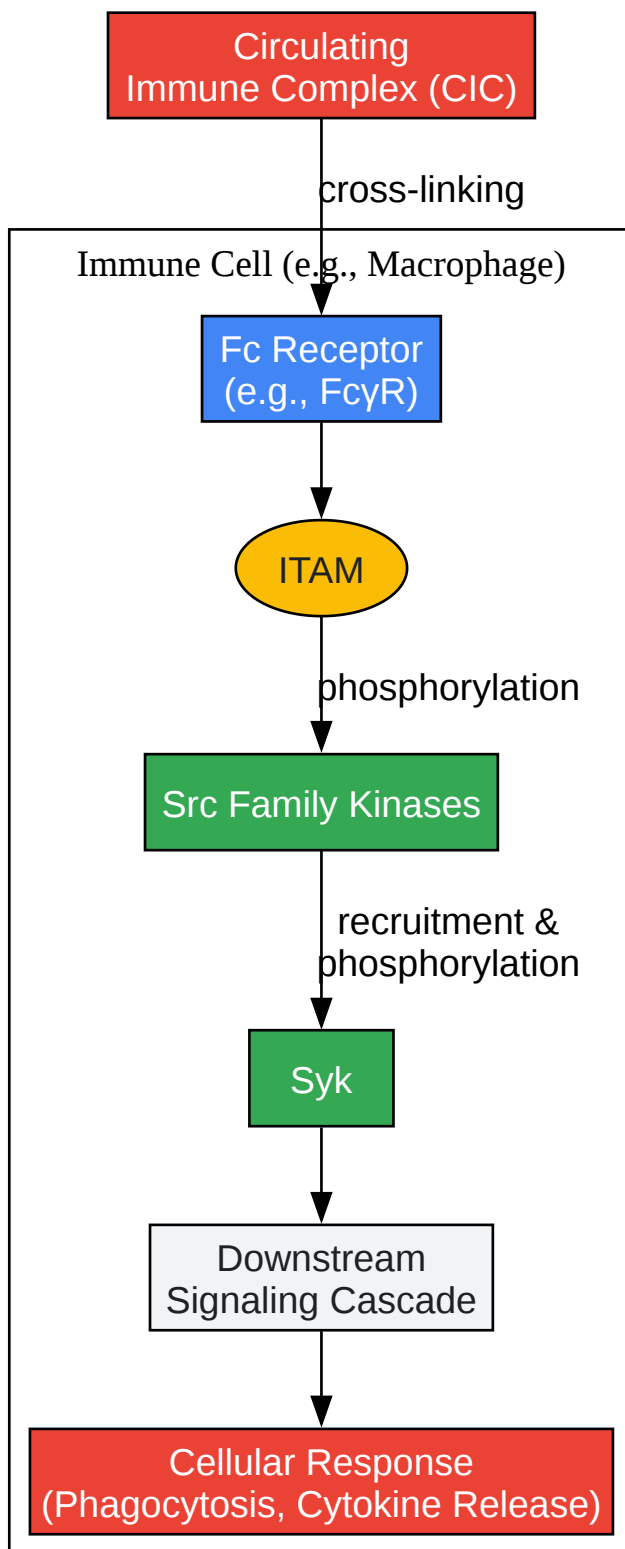 Circulating
Immune Complex (CIC)
cross-linking
Immune Cell (e.g., Macrophage)
Fc Receptor
(e.g., FcγR)
ITAM
phosphorylation
Src Family Kinases
recruitment &
phosphorylation
Syk
Downstream
Signaling Cascade
Cellular Response
(Phagocytosis, Cytokine Release)